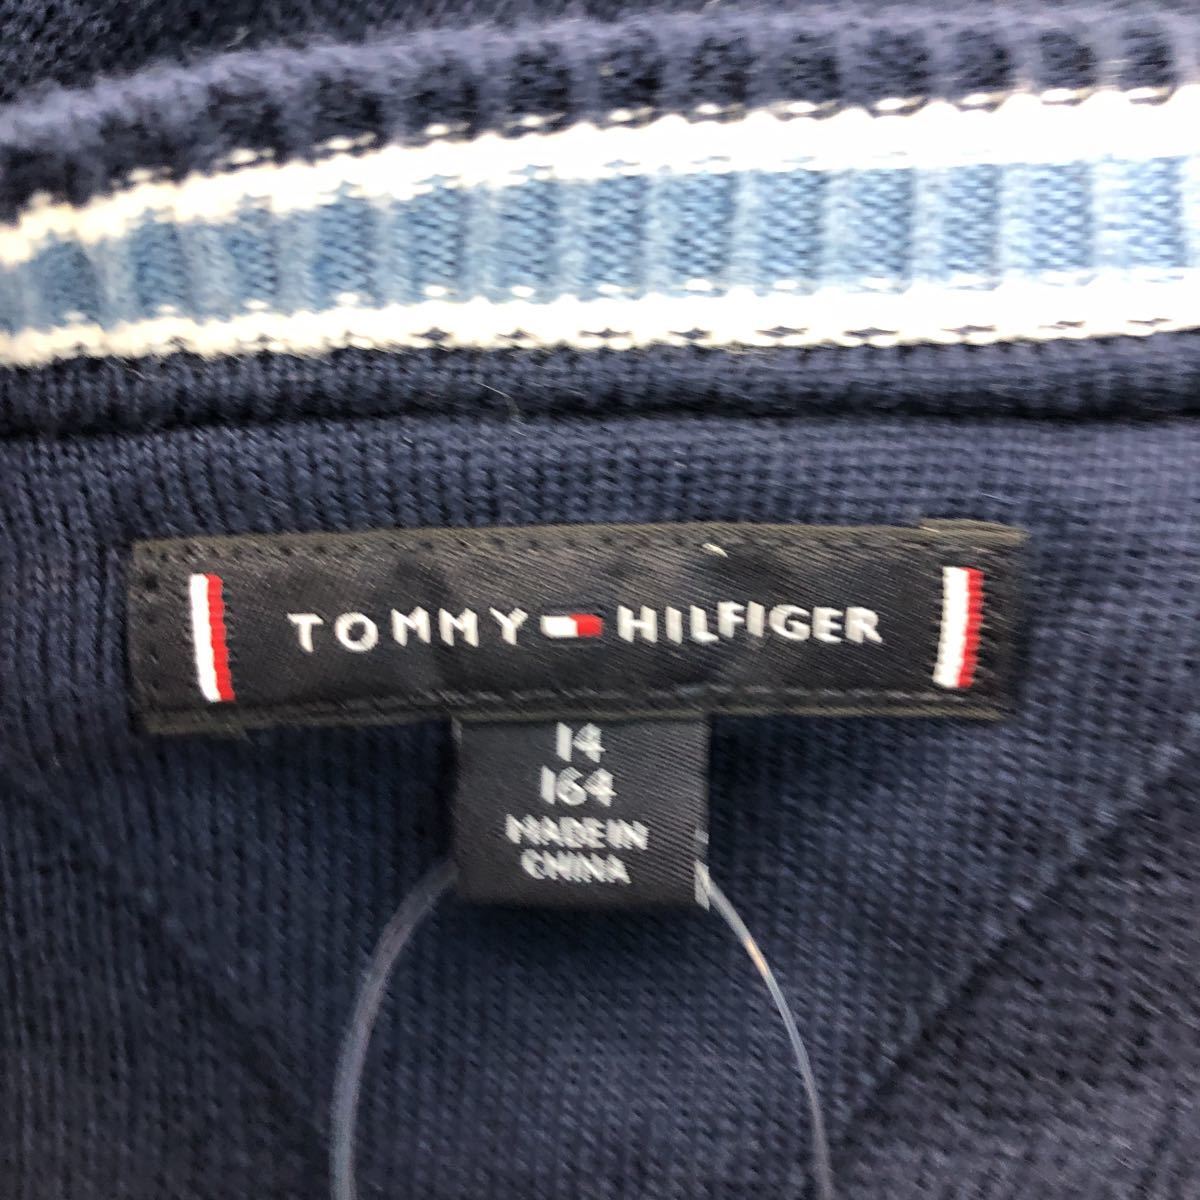 TOMMY HILFIGER
14
164
MADE IN
CHINA